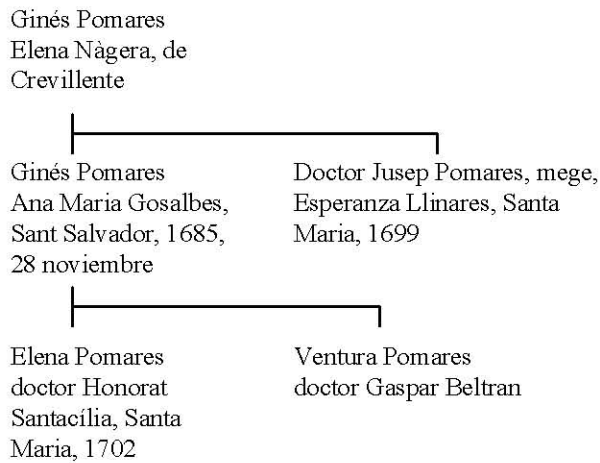 Ginés Pomares
Elena Nàgera, de
Crevillente
Ginés Pomares
Ana Maria Gosalbes,
Sant Salvador, 1685,
28 noviembre
Doctor Jusep Pomares, mege,
Esperanza Llinares, Santa
Maria, 1699
Elena Pomares
doctor Honorat
Santacília, Santa
Maria, 1702
Ventura Pomares
doctor Gaspar Beltran